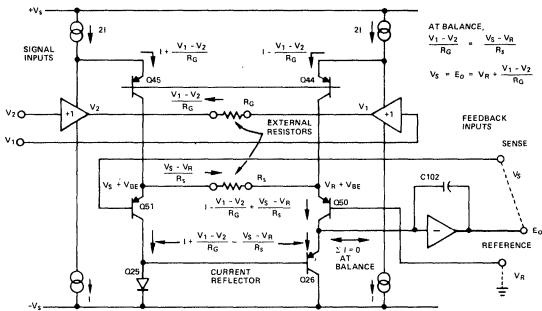 +Vs
2I
I + (V1 − V2)/RG
I − (V1 − V2)/RG
2I
AT BALANCE,
(V1 − V2)/RG = (VS − VR)/Rs
VS = EO = VR + (V1 − V2)/RG
SIGNAL INPUTS
Q45
Q44
(V1 − V2)/RG
RG
V2
+1
V2
V1
+1
V1
EXTERNAL RESISTORS
FEEDBACK INPUTS
SENSE
(VS − VR)/Rs
Rs
VS + VBE
VR + VBE
C102
VS
Q51
Q50
I − (V1 − V2)/RG + (VS − VR)/Rs
−
EO
I + (V1 − V2)/RG − (VS − VR)/Rs
Σ I = 0
AT BALANCE
REFERENCE
Q25
CURRENT REFLECTOR
Q26
VR
I
I
−Vs